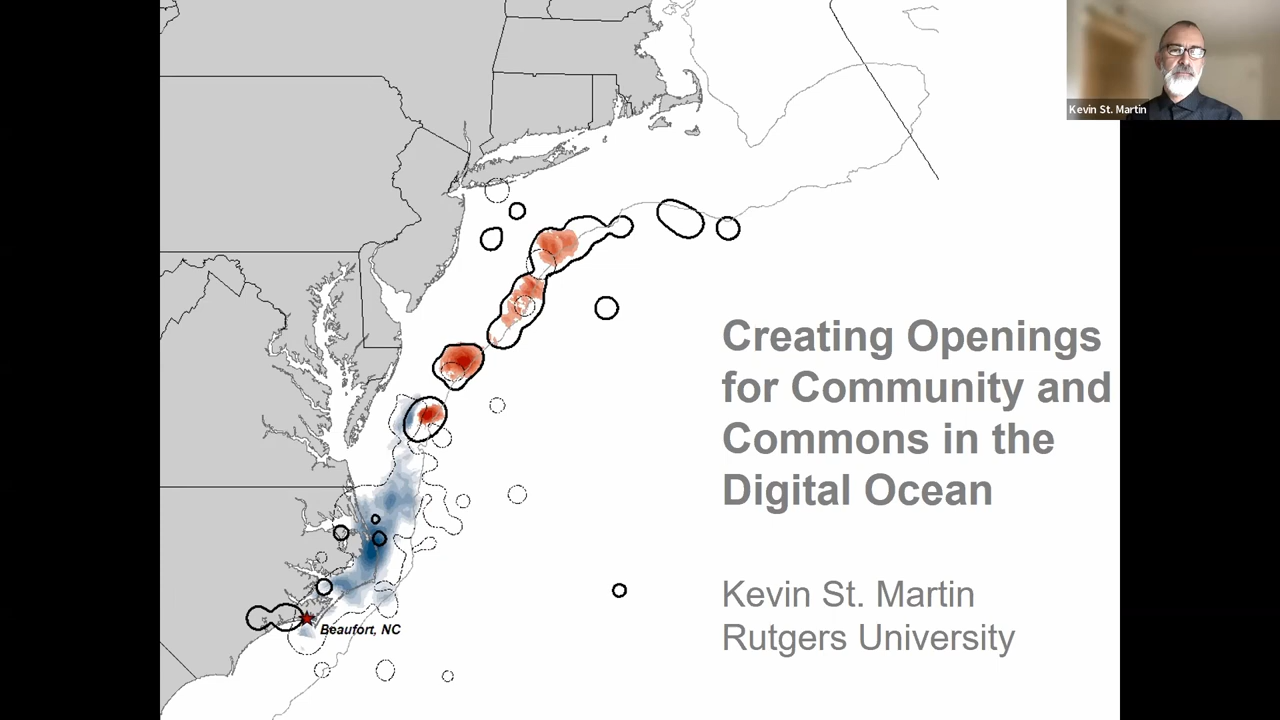 Kevin St. Martin
Creating Openings
for Community and
Commons in the
Digital Ocean
Kevin St. Martin
Rutgers University
Beaufort, NC